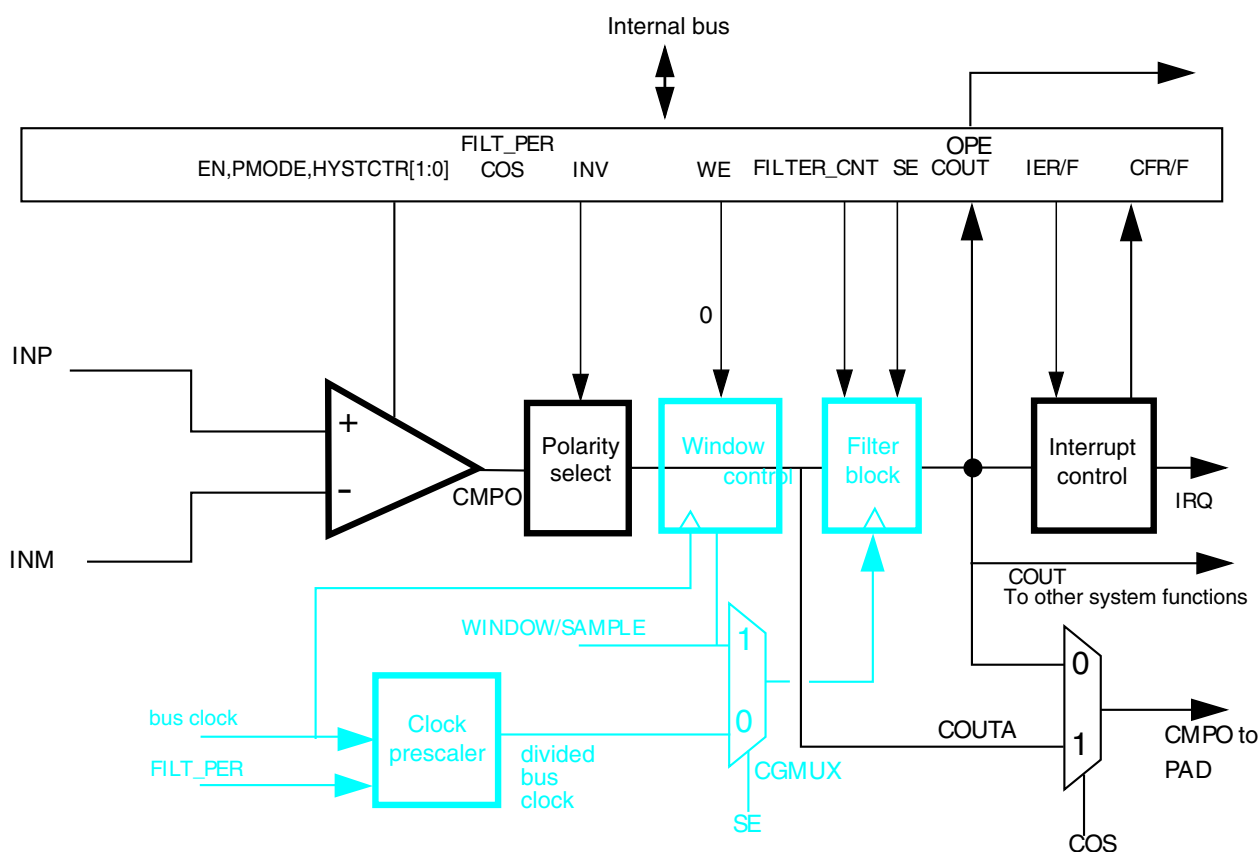 Internal bus
FILT_PER
OPE
EN,PMODE,HYSTCTR[1:0]
COS
INV
WE
FILTER_CNT
SE
COUT
IER/F
CFR/F
0
INP
+
-
INM
CMPO
Polarity
select
Window
control
Filter
block
Interrupt
control
IRQ
COUT
To other system functions
WINDOW/SAMPLE
1
0
CGMUX
SE
bus clock
FILT_PER
Clock
prescaler
divided
bus
clock
COUTA
0
1
CMPO to
PAD
COS